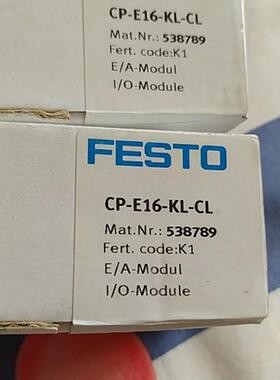 CP-E16-KL-CL
Mat.Nr.: 538789
Fert. code:K1
E/A-Modul
I/O-Module
FESTO
CP-E16-KL-CL
Mat.Nr.: 538789
Fert. code:K1
E/A-Modul
I/O-Module